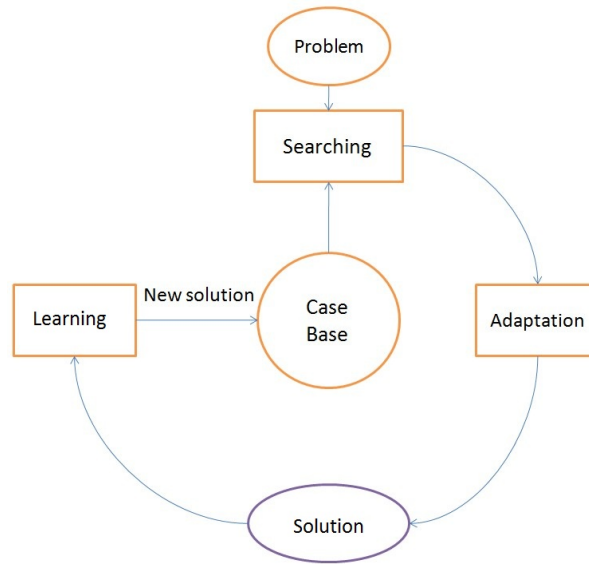 Problem
Searching
New solution
Learning
Case
Base
Adaptation
Solution